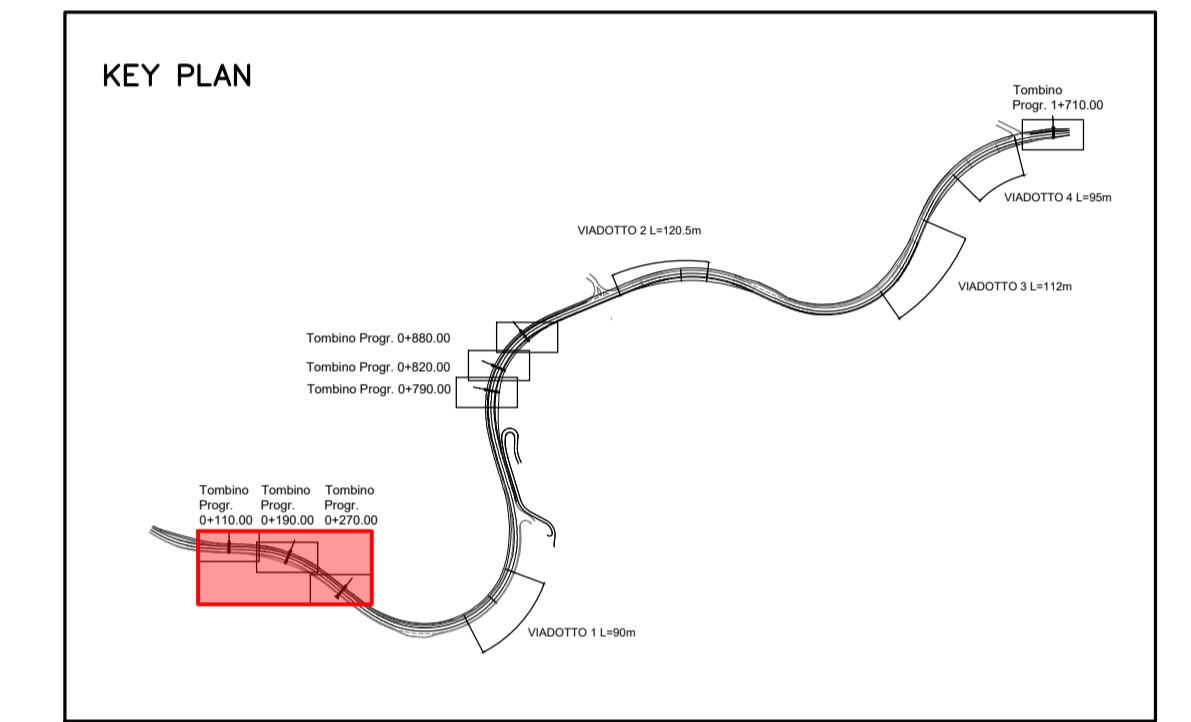 KEY PLAN
Tombino
Progr. 1+710.00
VIADOTTO 4 L=95m
VIADOTTO 2 L=120.5m
VIADOTTO 3 L=112m
Tombino Progr. 0+880.00
Tombino Progr. 0+820.00
Tombino Progr. 0+790.00
Tombino
Progr.
0+110.00
Tombino
Progr.
0+190.00
Tombino
Progr.
0+270.00
VIADOTTO 1 L=90m